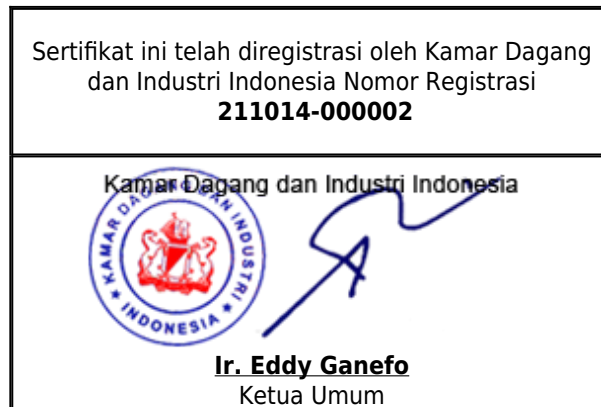 Sertifikat ini telah diregistrasi oleh Kamar Dagang
dan Industri Indonesia Nomor Registrasi
211014-000002
Kamar Dagang dan Industri Indonesia
KAMAR DAGANG DAN INDUSTRI
INDONESIA
Ir. Eddy Ganefo
Ketua Umum